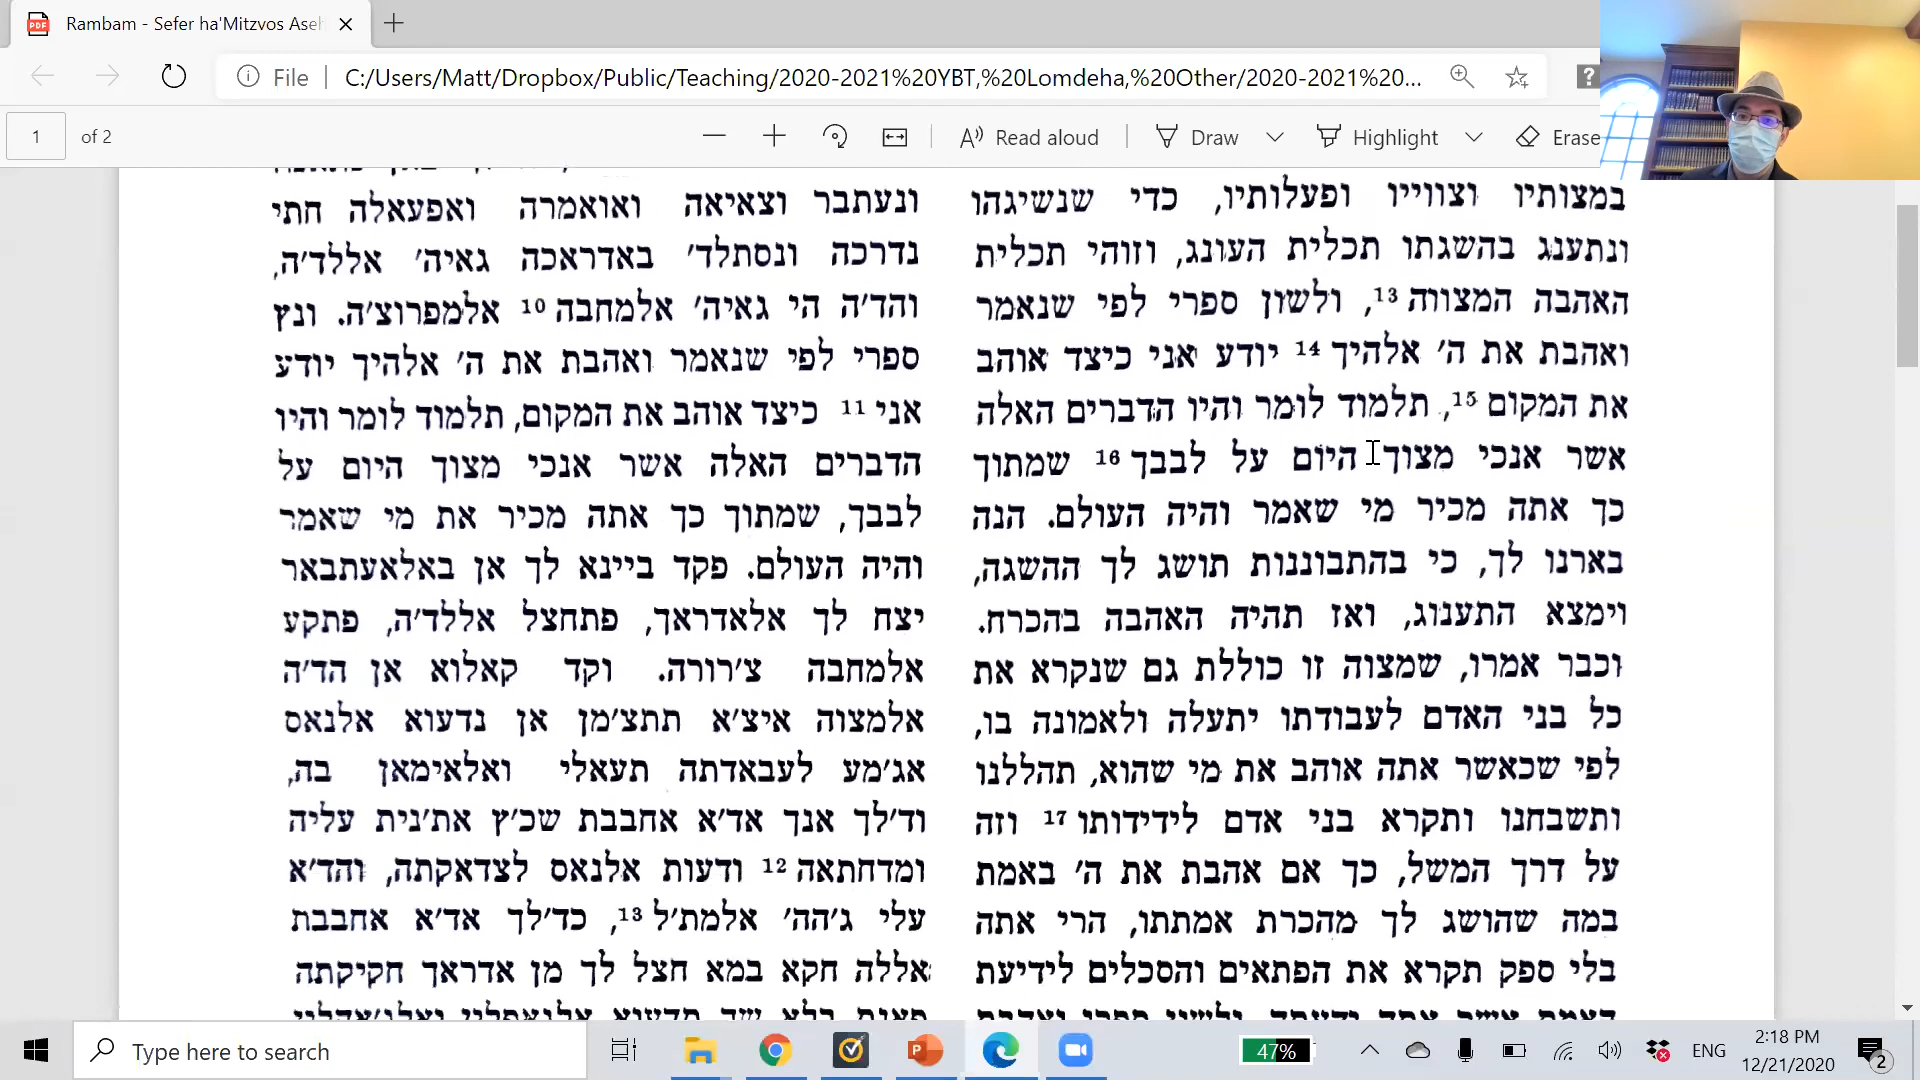 Rambam - Sefer ha'Mitzvos Aseh
File
C:/Users/Matt/Dropbox/Public/Teaching/2020-2021%20YBT,%20Lomdeha,%20Other/2020-2021%20...
1 of 2
Read aloud
Draw
Highlight
Erase
במצותיו וצווייו ופעלותיו, כדי שנשיגהו
ונתענג בהשגתו תכלית העונג, וזוהי תכלית
האהבה המצווה 13, ולשון ספרי לפי שנאמר
ואהבת את ה' אלהיך 14 יודע אני כיצד אוהב
את המקום 15, תלמוד לומר והיו הדברים האלה
אשר אנכי מצוך היום על לבבך 16 שמתוך
כך אתה מכיר מי שאמר והיה העולם. הנה
בארנו לך, כי בהתבוננות תושג לך ההשגה,
וימצא התענוג, ואז תהיה האהבה בהכרח.
וכבר אמרו, שמצוה זו כוללת גם שנקרא את
כל בני האדם לעבודתו יתעלה ולאמונה בו,
לפי שכאשר אתה אוהב את מי שהוא, תהללנו
ותשבחנו ותקרא בני אדם לידידותו 17 וזה
על דרך המשל, כך אם אהבת את ה' באמת
במה שהושג לך מהכרת אמתתו, הרי אתה
בלי ספק תקרא את הפתאים והסכלים לידיעת
ונעתבר וצאיאה ואואמרה ואפעאלה חתי
נדרכה ונסתלד' באדראכה גאיה' אללד'ה,
והד'ה הי גאיה' אלמחבה 10 אלמפרוצ'ה. ונץ
ספרי לפי שנאמר ואהבת את ה' אלהיך יודע
אני 11 כיצד אוהב את המקום, תלמוד לומר והיו
הדברים האלה אשר אנכי מצוך היום על
לבבך, שמתוך כך אתה מכיר את מי שאמר
והיה העולם. פקד ביינא לך אן באלאעתבאר
יצח לך אלאדראך, פתחצל אללד'ה, פתקע
אלמחבה צ'רורה. וקד קאלוא אן הד'ה
אלמצוה איצ'א תתצ'מן אן נדעוא אלנאס
אג'מע לעבאדתה תעאלי ואלאימאן בה,
וד'לך אנך אד'א אחבבת שכ'ץ את'נית עליה
ומדחתאה 12 ודעות אלנאס לצדאקתה, והד'א
עלי ג'הה' אלמת'ל 13, כד'לך אד'א אחבבת
אללה חקא במא חצל לך מן אדראך חקיקתה
Type here to search
47%
ENG
2:18 PM
12/21/2020
2